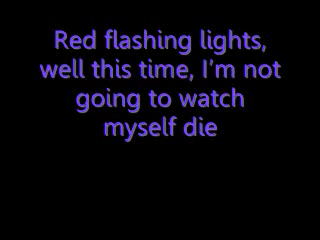 Red flashing lights,
well this time, I'm not
going to watch
myself die